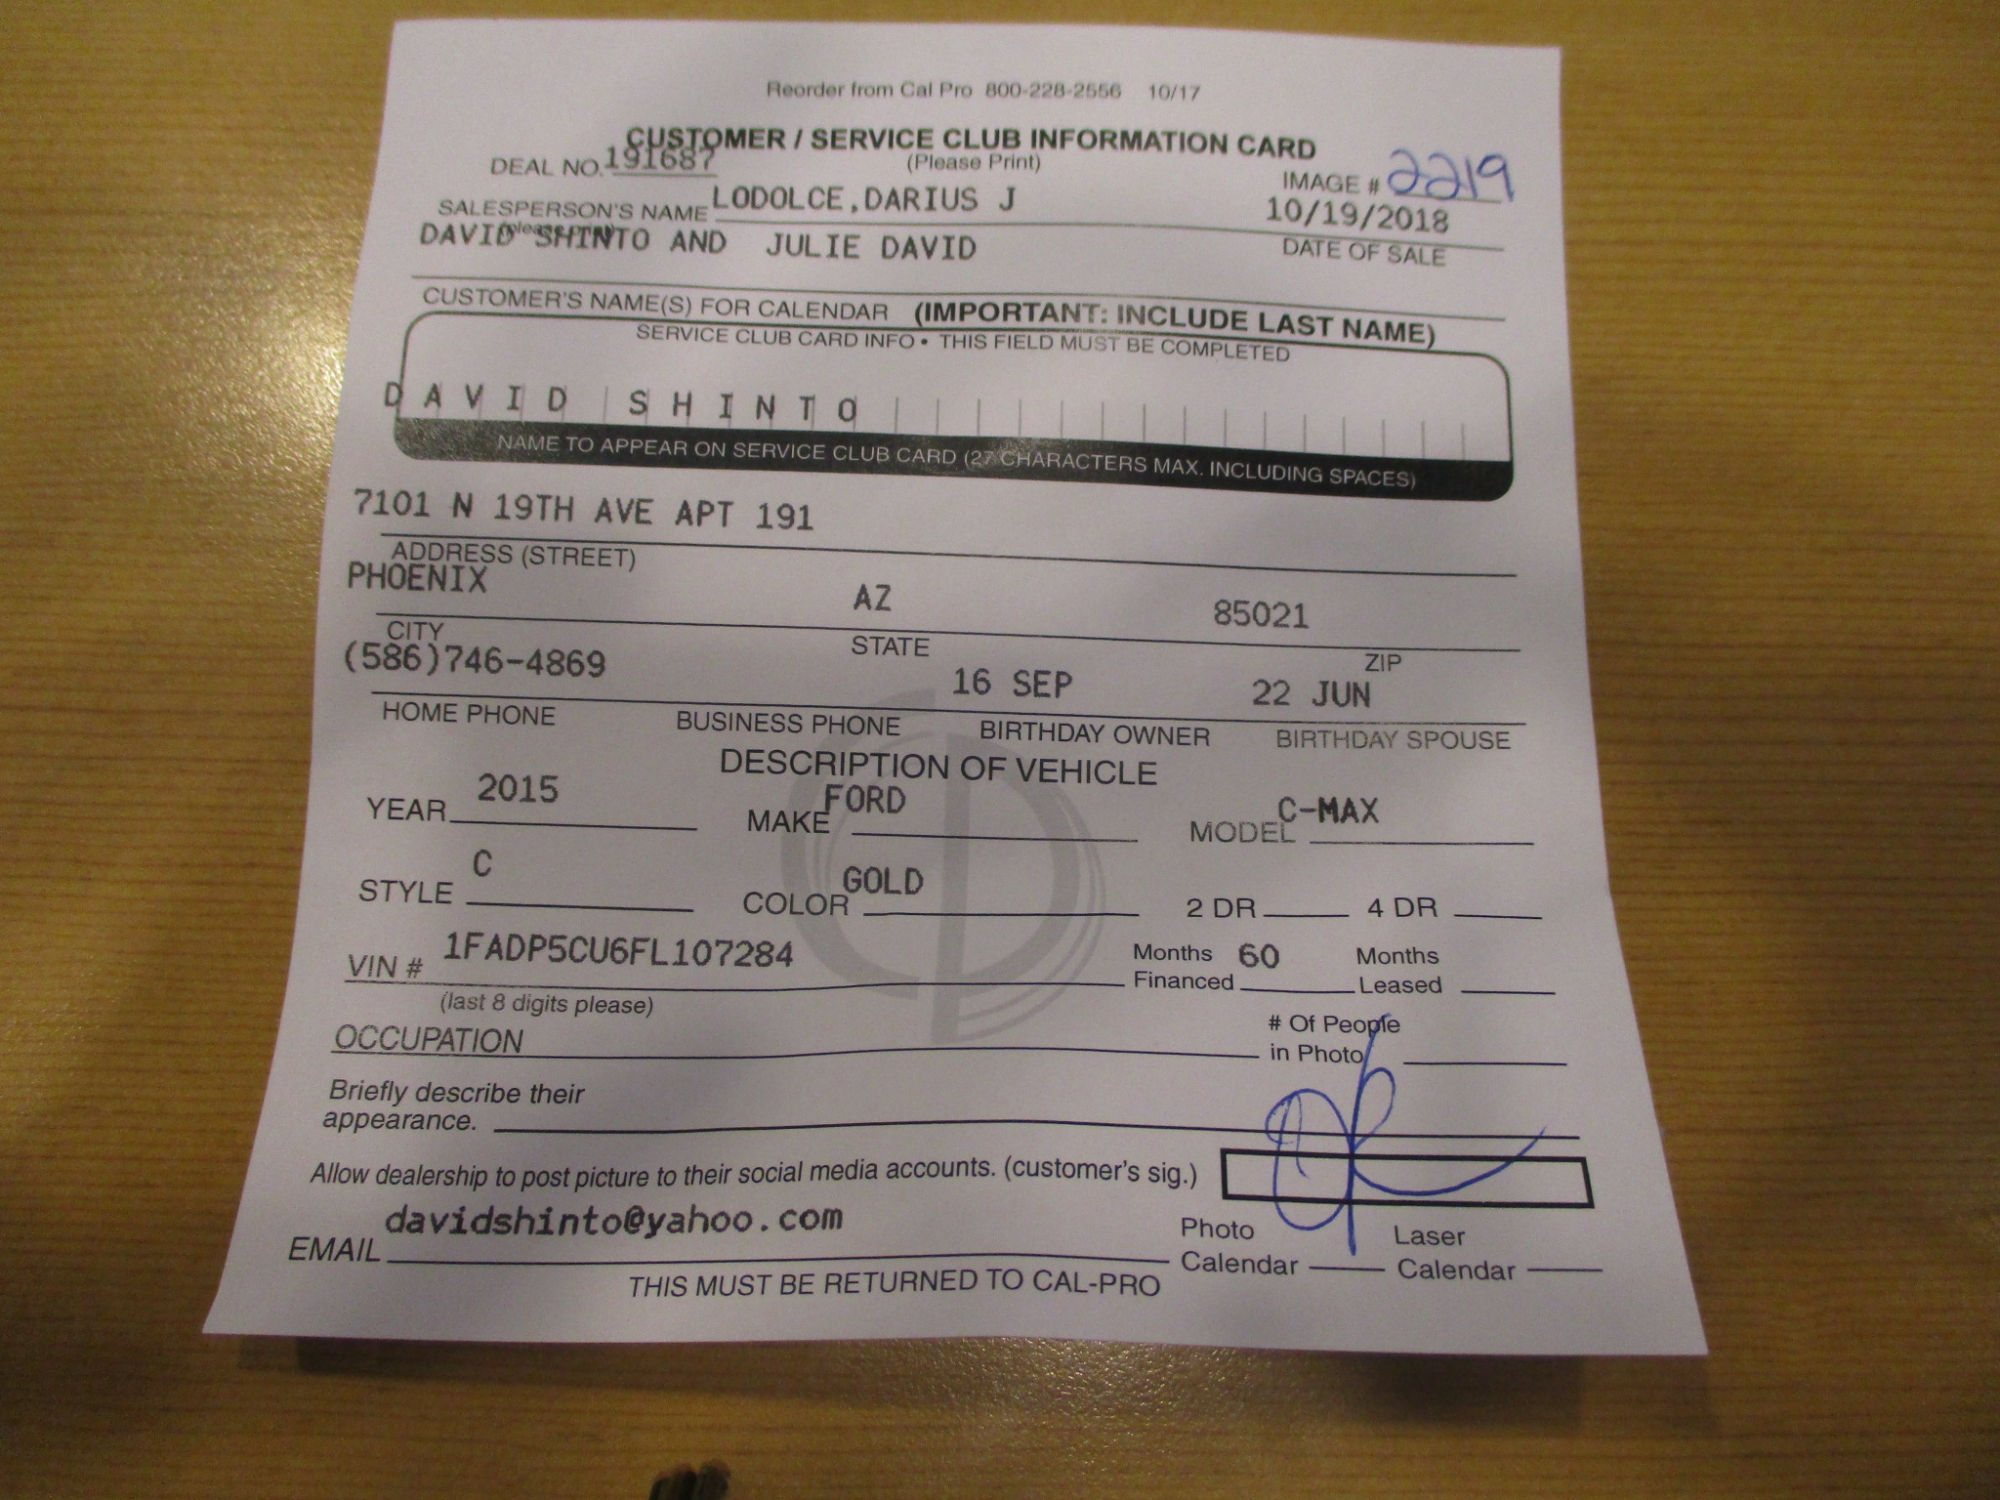 Reorder from Cal Pro 800-228-2556 10/17
CUSTOMER / SERVICE CLUB INFORMATION CARD
DEAL NO. 191687 (Please Print) IMAGE # 2219
SALESPERSON'S NAME LODOLCE,DARIUS J 10/19/2018
(please print)
DAVID SHINTO AND JULIE DAVID DATE OF SALE
CUSTOMER'S NAME(S) FOR CALENDAR (IMPORTANT: INCLUDE LAST NAME)
SERVICE CLUB CARD INFO • THIS FIELD MUST BE COMPLETED
DAVID SHINTO
NAME TO APPEAR ON SERVICE CLUB CARD (27 CHARACTERS MAX. INCLUDING SPACES)
7101 N 19TH AVE APT 191
ADDRESS (STREET)
PHOENIX AZ 85021
CITY STATE ZIP
(586)746-4869 16 SEP 22 JUN
HOME PHONE BUSINESS PHONE BIRTHDAY OWNER BIRTHDAY SPOUSE
DESCRIPTION OF VEHICLE
YEAR 2015 MAKE FORD MODEL C-MAX
STYLE C COLOR GOLD 2 DR 4 DR
VIN # 1FADP5CU6FL107284 Months Financed 60 Months Leased
(last 8 digits please)
OCCUPATION # Of People in Photo
Briefly describe their
appearance.
Allow dealership to post picture to their social media accounts. (customer's sig.)
EMAIL davidshinto@yahoo.com Photo Calendar Laser Calendar
THIS MUST BE RETURNED TO CAL-PRO